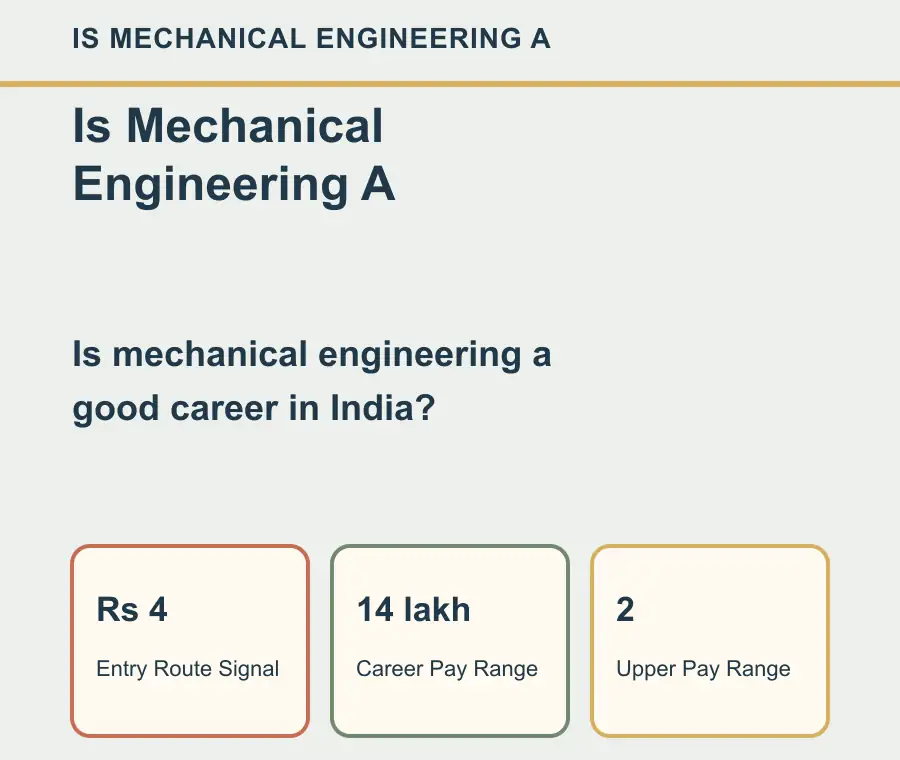 IS MECHANICAL ENGINEERING A
Is Mechanical
Engineering A
Is mechanical engineering a
good career in India?
Rs 4
Entry Route Signal
14 lakh
Career Pay Range
2
Upper Pay Range